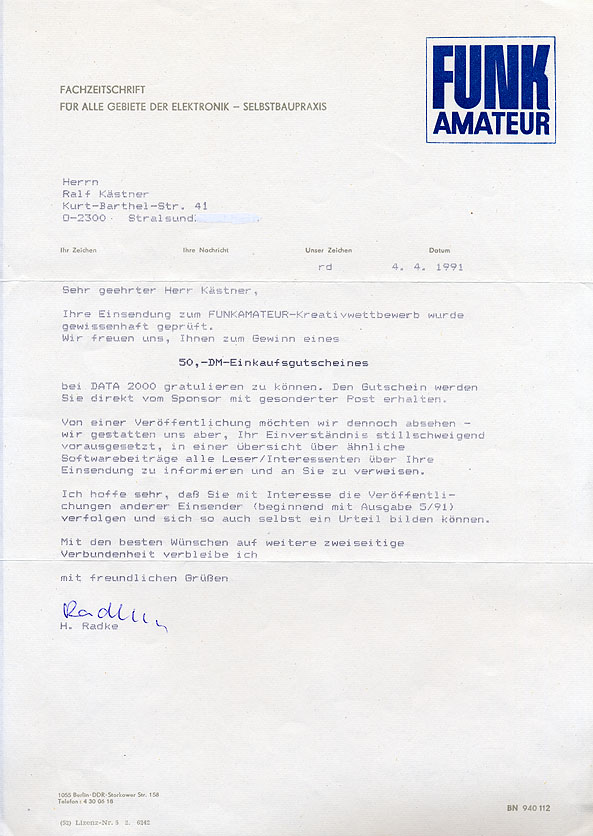 FUNK
AMATEUR
FACHZEITSCHRIFT
FÜR ALLE GEBIETE DER ELEKTRONIK – SELBSTBAUPRAXIS
Herrn
Ralf Kästner
Kurt-Barthel-Str. 41
O-2300 Stralsund
Ihr Zeichen Ihre Nachricht Unser Zeichen Datum
rd 4. 4. 1991
Sehr geehrter Herr Kästner,
Ihre Einsendung zum FUNKAMATEUR-Kreativwettbewerb wurde
gewissenhaft geprüft.
Wir freuen uns, Ihnen zum Gewinn eines
50,-DM-Einkaufsgutscheines
bei DATA 2000 gratulieren zu können. Den Gutschein werden
Sie direkt vom Sponsor mit gesonderter Post erhalten.
Von einer Veröffentlichung möchten wir dennoch absehen -
wir gestatten uns aber, Ihr Einverständnis stillschweigend
vorausgesetzt, in einer Übersicht über ähnliche
Softwarebeiträge alle Leser/Interessenten über Ihre
Einsendung zu informieren und an Sie zu verweisen.
Ich hoffe sehr, daß Sie mit Interesse die Veröffentli-
chungen anderer Einsender (beginnend mit Ausgabe 5/91)
verfolgen und sich so auch selbst ein Urteil bilden können.
Mit den besten Wünschen auf weitere zweiseitige
Verbundenheit verbleibe ich
mit freundlichen Grüßen
H. Radke
1055 Berlin-DDR-Storkower Str. 158
Telefon: 4 30 06 18
(52) Lizenz-Nr. 5 2. 6242
BN 940 112